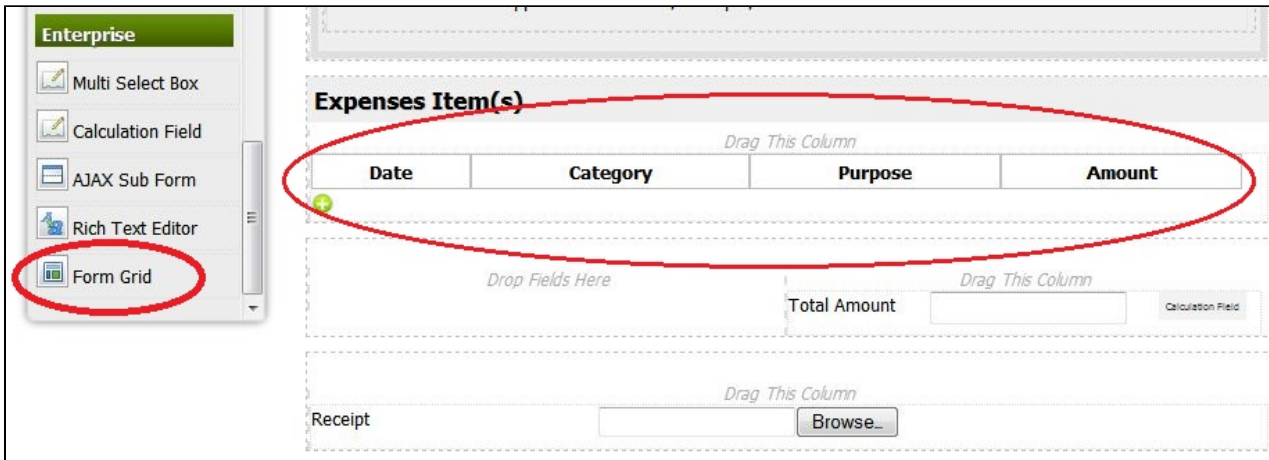 Enterprise
Multi Select Box
Calculation Field
AJAX Sub Form
Rich Text Editor
Form Grid
Expenses Item(s)
Drag This Column
Date Category Purpose Amount
Drop Fields Here
Drag This Column
Total Amount
Calculation Field
Drag This Column
Receipt
Browse...